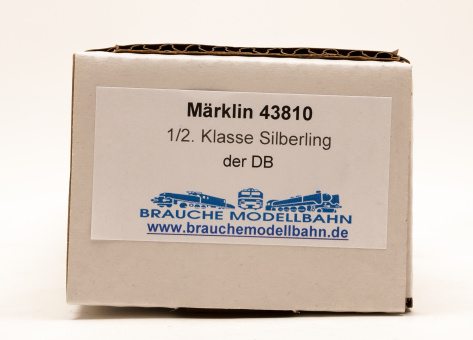 Märklin 43810
1/2. Klasse Silberling
der DB
BRAUCHE MODELLBAHN
www.brauchemodellbahn.de